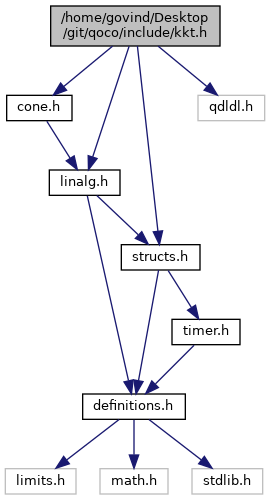 /home/govind/Desktop
/git/qoco/include/kkt.h
cone.h
qdldl.h
linalg.h
structs.h
timer.h
definitions.h
limits.h
math.h
stdlib.h